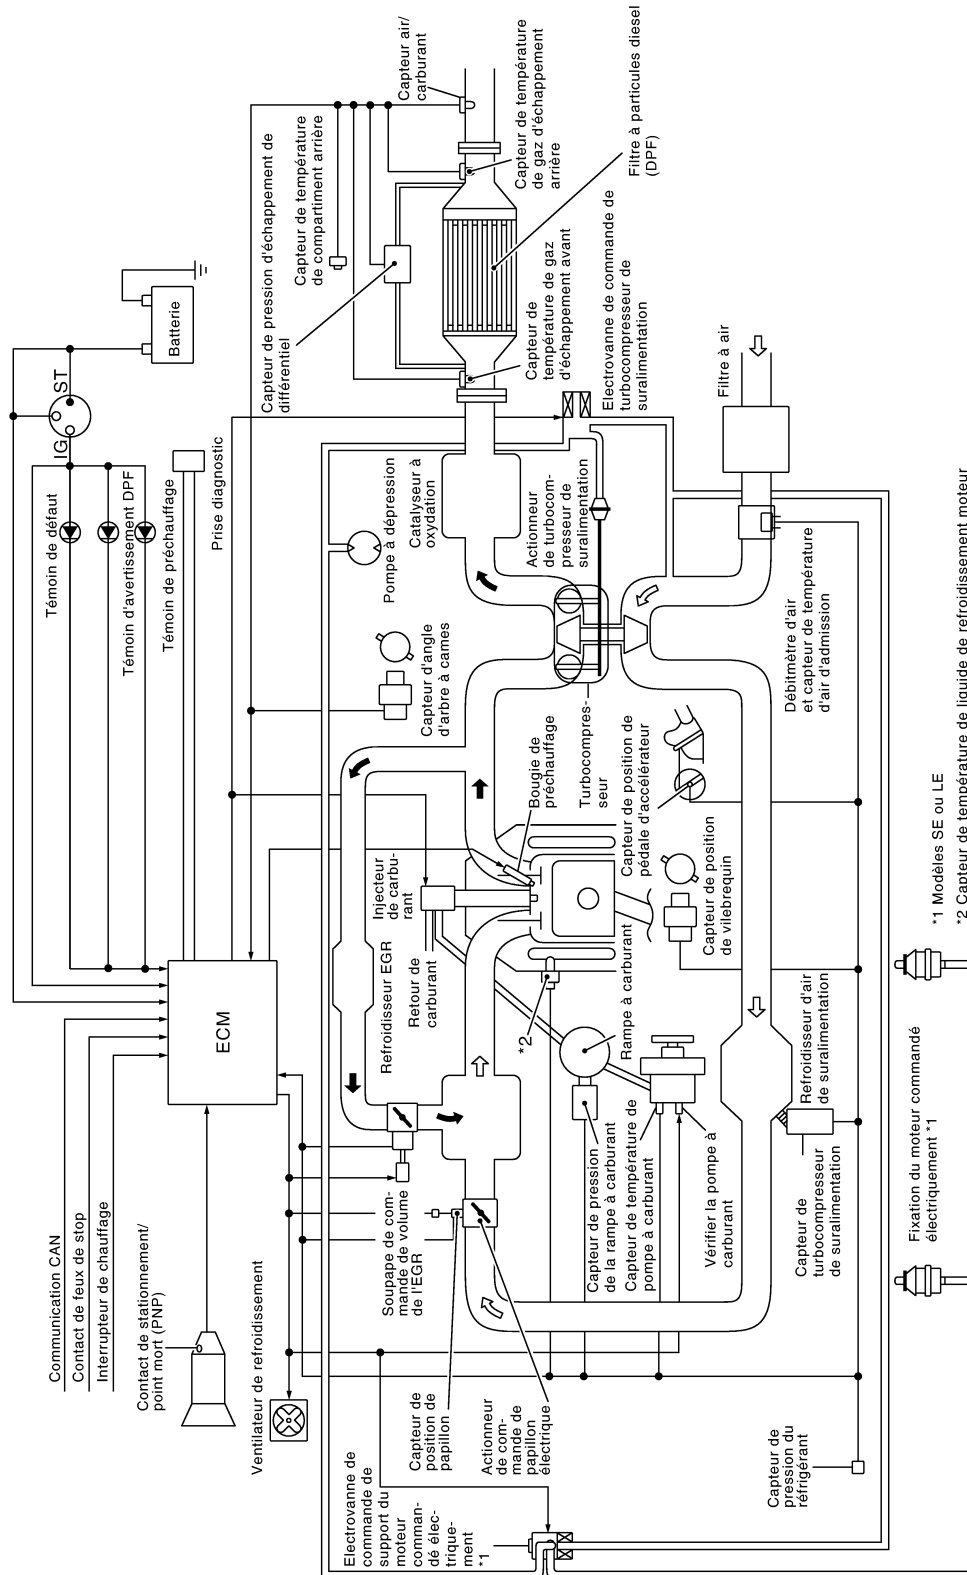 Communication CAN
Contact de feux de stop
Interrupteur de chauffage
Contact de stationnement/
point mort (PNP)
Ventilateur de refroidissement
ECM
Témoin de défaut
Témoin d'avertissement DPF
Témoin de préchauffage
Prise diagnostic
IG
ST
Batterie
Capteur de pression d'échappement de
différentiel
Capteur de température
de compartiment arrière
Capteur air/
carburant
Capteur de température
de gaz d'échappement
arrière
Filtre à particules diesel
(DPF)
Capteur de
température de gaz
d'échappement avant
Electrovanne de commande de
turbocompresseur de
suralimentation
Filtre à air
Pompe à dépression
Catalyseur à
oxydation
Actionneur
de turbocom-
presseur de
suralimentation
Capteur d'angle
d'arbre à cames
Débitmètre d'air
et capteur de température
d'air d'admission
Turbocompres-
seur
Bougie de
préchauffage
Capteur de position de
pédale d'accélérateur
Capteur de position
de vilebrequin
Injecteur
de carbu-
rant
Refroidisseur EGR
Retour de
carburant
*2
Rampe à carburant
Refroidisseur d'air
de suralimentation
Soupape de com-
mande de volume
de l'EGR
Capteur de pression
de la rampe à carburant
Capteur de température de
pompe à carburant
Vérifier la pompe à
carburant
Capteur de
turbocompresseur
de suralimentation
Capteur de
position de
papillon
Actionneur
de com-
mande de
papillon
électrique
Electrovanne de
commande de
support du
moteur
comman-
dé élec-
trique-
ment
*1
Capteur de
pression du
réfrigérant
Fixation du moteur commandé
électriquement *1
*1 Modèles SE ou LE
*2 Capteur de température de liquide de refroidissement moteur